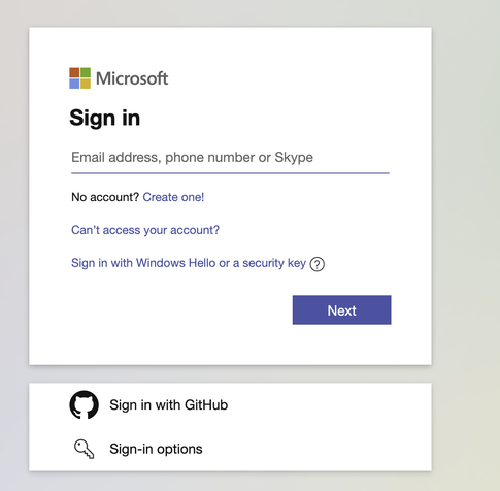 Microsoft
Sign in
Email address, phone number or Skype
No account? Create one!
Can't access your account?
Sign in with Windows Hello or a security key ?
Next
Sign in with GitHub
Sign-in options